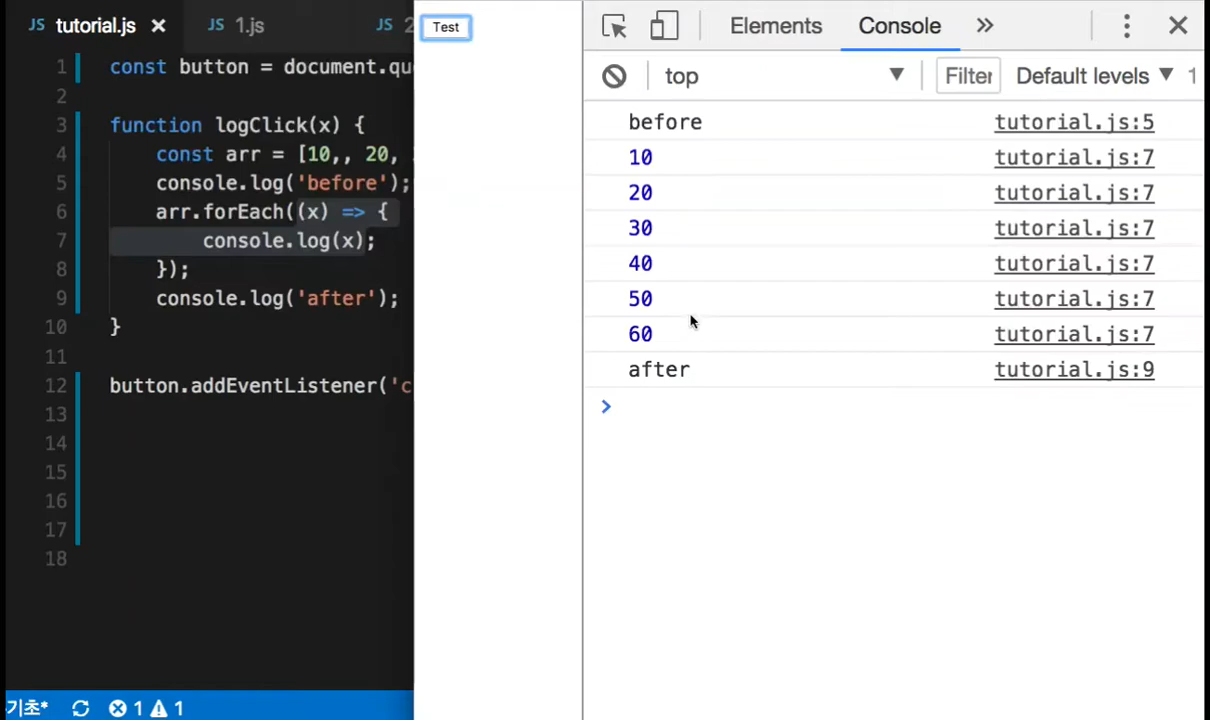 JS tutorial.js ✕ JS 1.js JS 2
1 const button = document.qu
2
3 function logClick(x) {
4 const arr = [10,, 20,
5 console.log('before');
6 arr.forEach((x) => {
7 console.log(x);
8 });
9 console.log('after');
10 }
11
12 button.addEventListener('c
13
14
15
16
17
18
기초* 1 1
Test
Elements Console »
top ▼ Filter Default levels ▼ 1
before tutorial.js:5
10 tutorial.js:7
20 tutorial.js:7
30 tutorial.js:7
40 tutorial.js:7
50 tutorial.js:7
60 tutorial.js:7
after tutorial.js:9
>